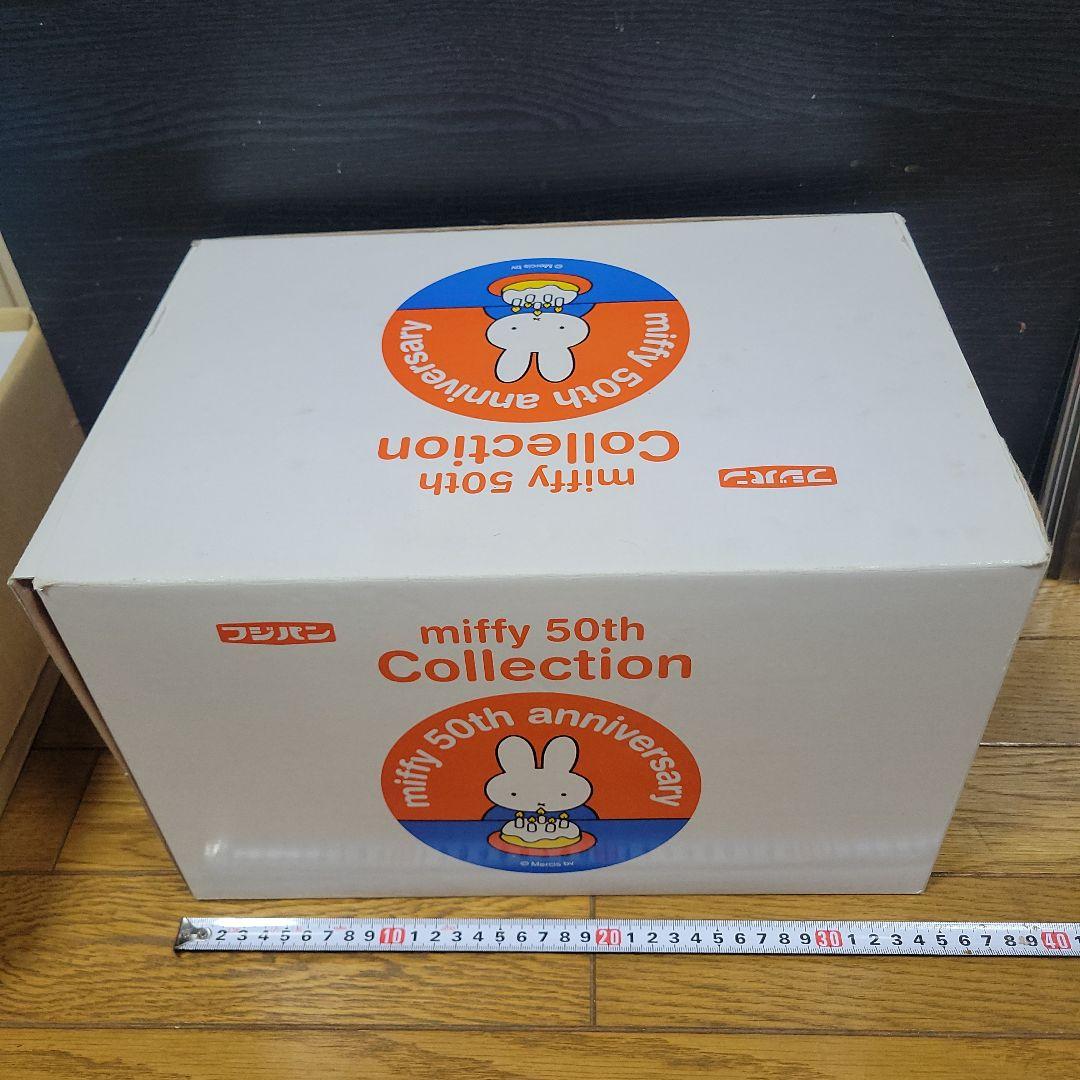 © Mercis bv
miffy 50th anniversary
Collection
miffy 50th
フジパン
フジパン
miffy 50th
Collection
miffy 50th anniversary
© Mercis bv
2 3 4 5 6 7 8 9 10 1 2 3 4 5 6 7 8 9 20 1 2 3 4 5 6 7 8 9 30 1 2 3 4 5 6 7 8 9 40 1